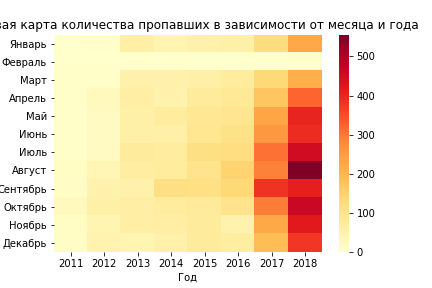 вая карта количества пропавших в зависимости от месяца и года
Январь
Февраль
Март
Апрель
Май
Июнь
Июль
Август
Сентябрь
Октябрь
Ноябрь
Декабрь
2011 2012 2013 2014 2015 2016 2017 2018
Год
500
400
300
200
100
0